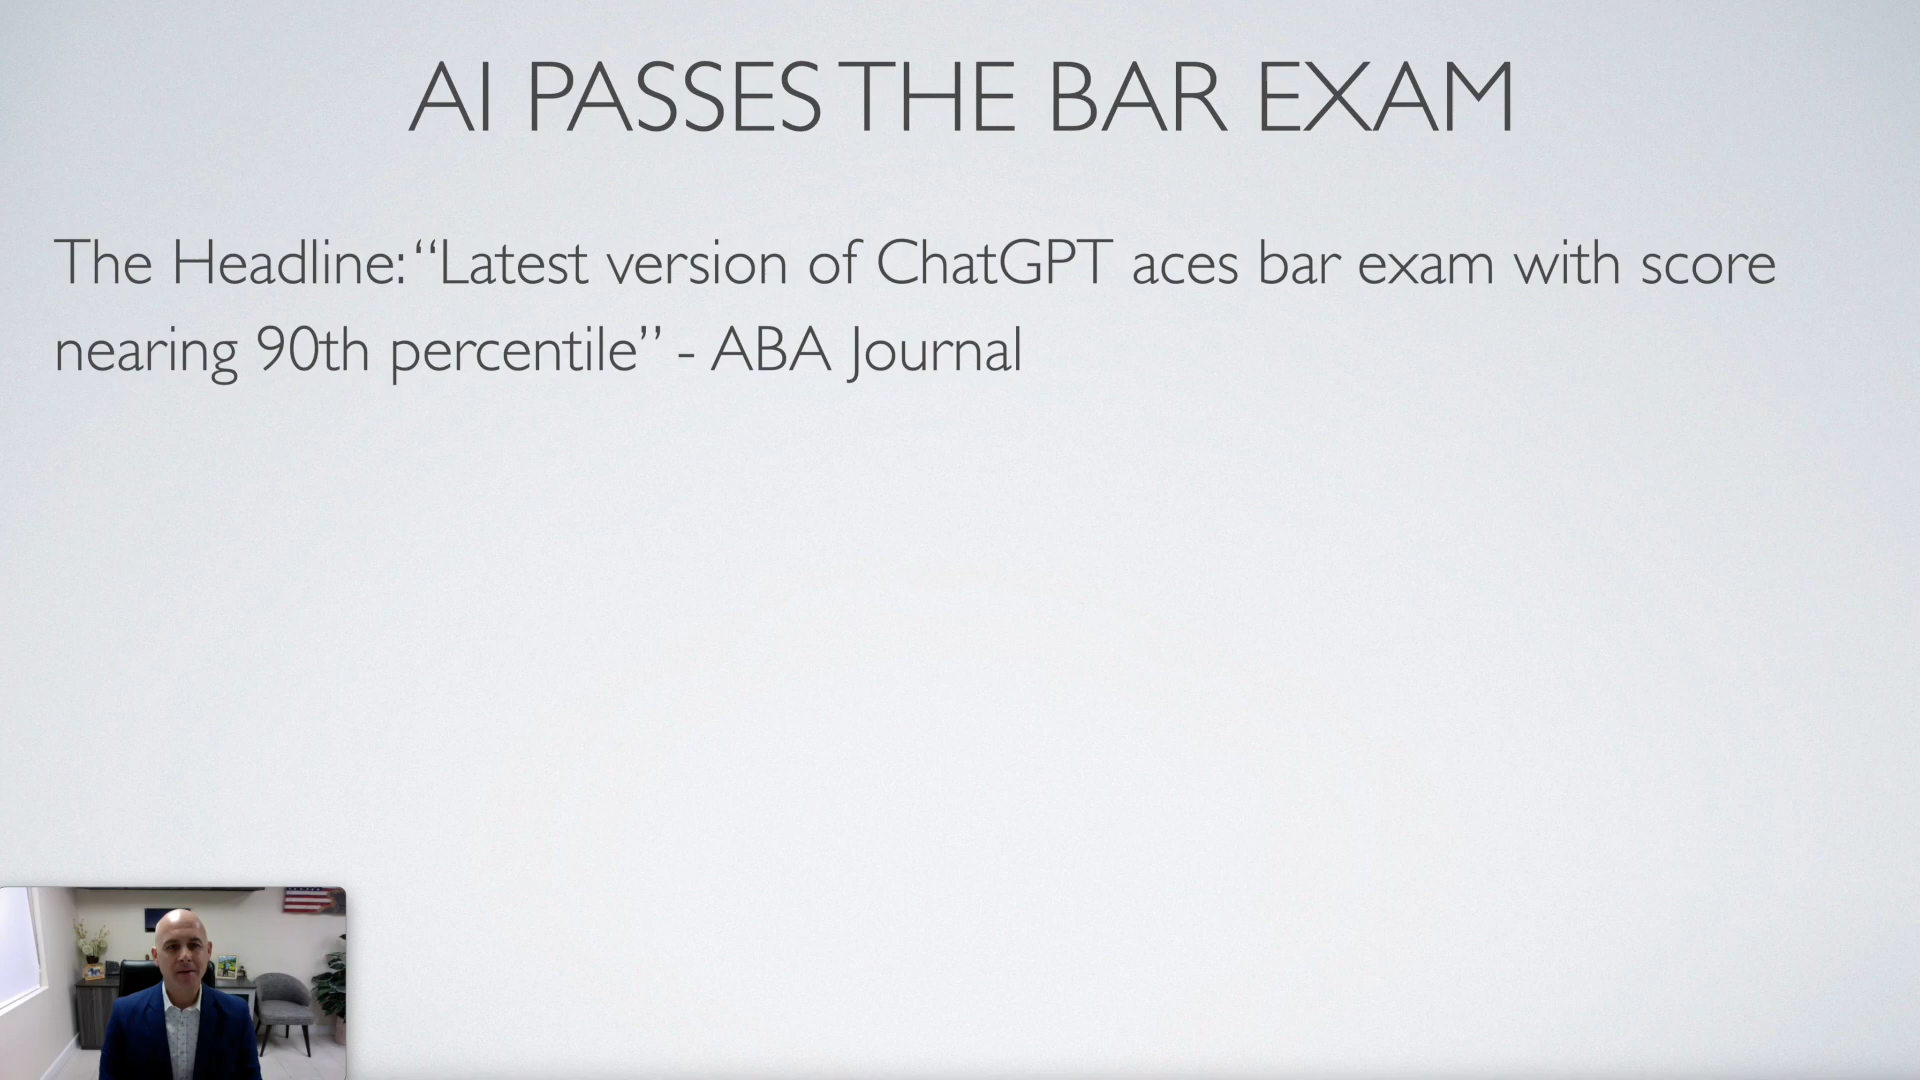 AI PASSES THE BAR EXAM
The Headline: “Latest version of ChatGPT aces bar exam with score
nearing 90th percentile” - ABA Journal